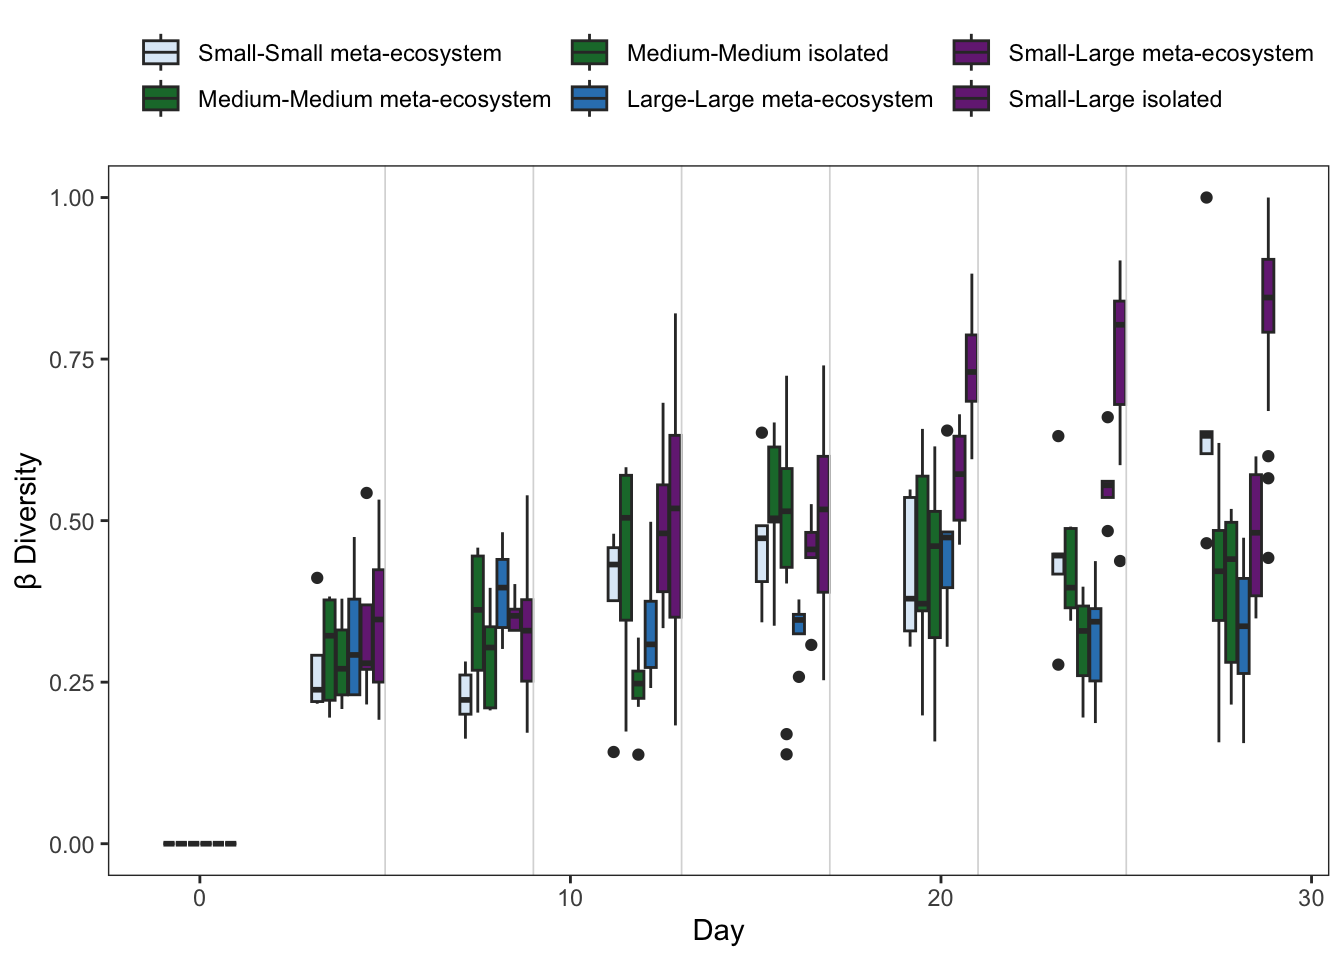 Small-Small meta-ecosystem
Medium-Medium isolated
Small-Large meta-ecosystem
Medium-Medium meta-ecosystem
Large-Large meta-ecosystem
Small-Large isolated
β Diversity
1.00
0.75
0.50
0.25
0.00
0
10
20
30
Day